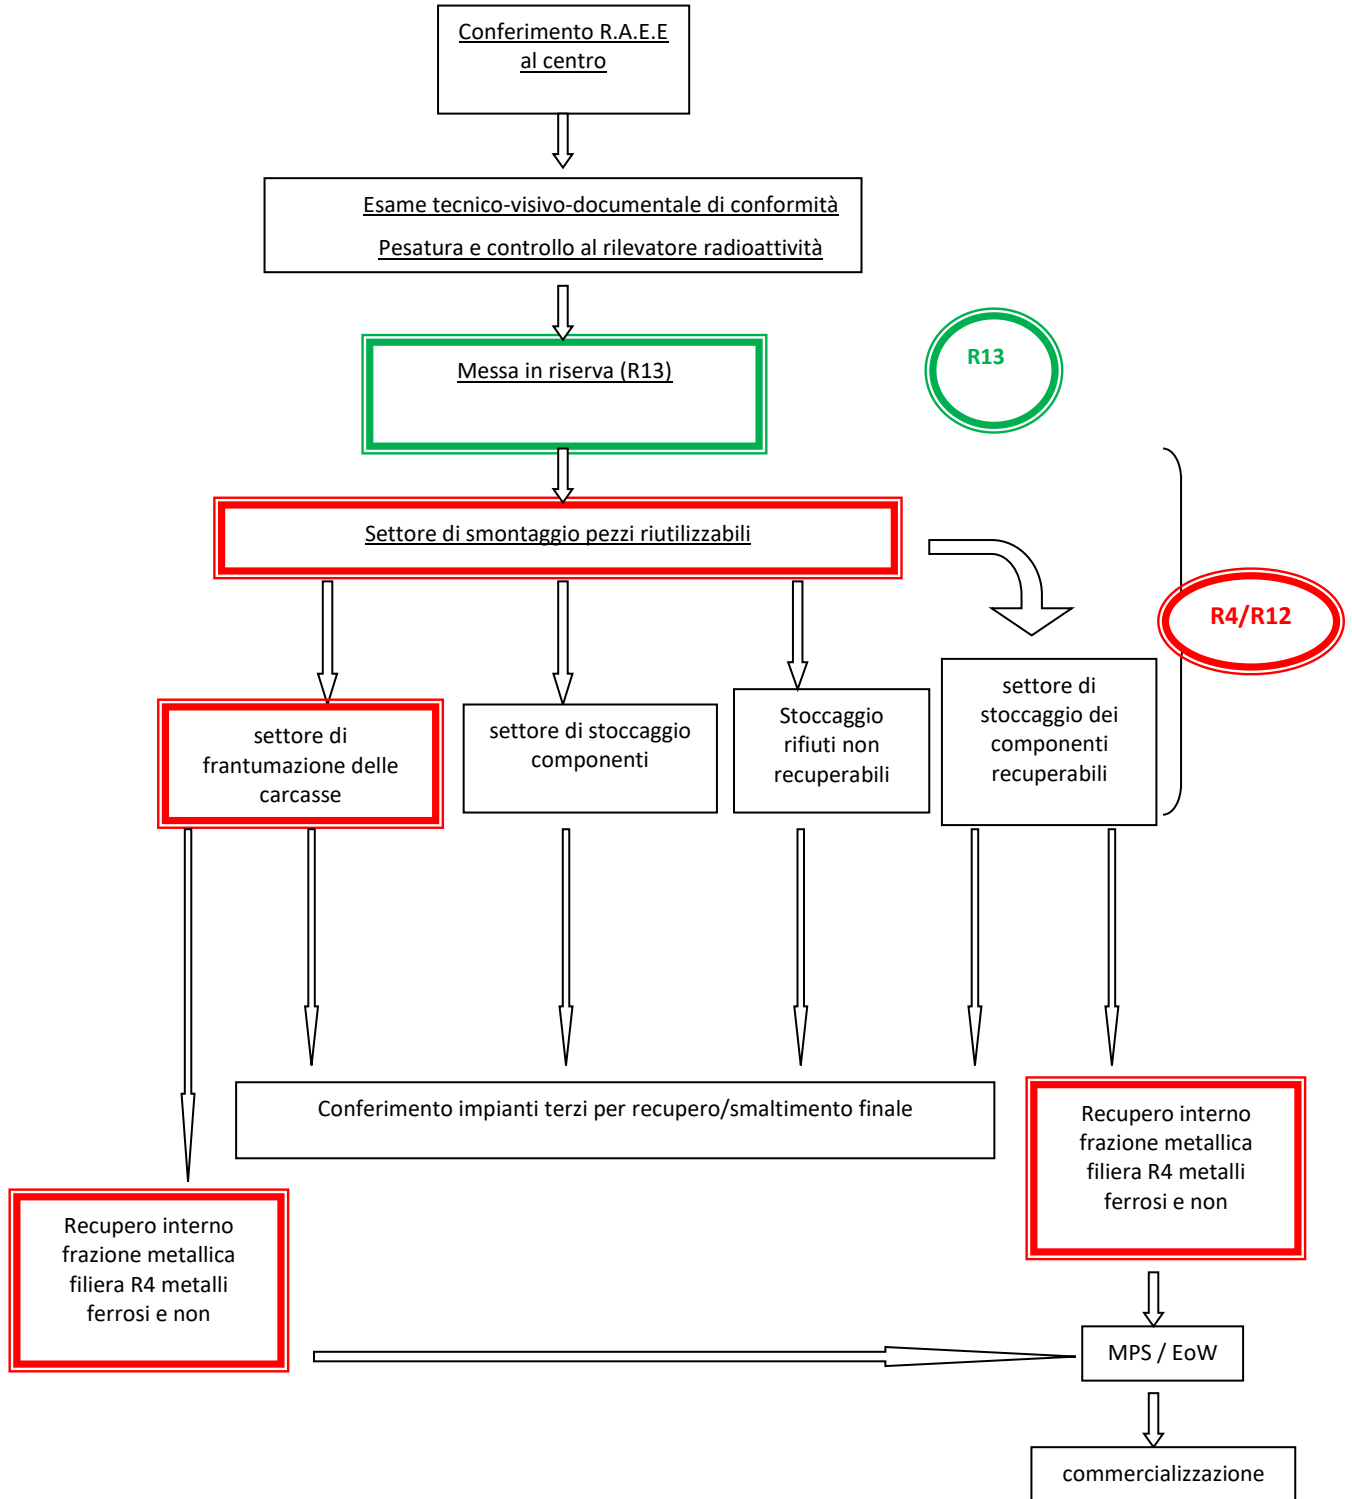 Conferimento R.A.E.E
al centro
Esame tecnico-visivo-documentale di conformità
Pesatura e controllo al rilevatore radioattività
Messa in riserva (R13)
R13
Settore di smontaggio pezzi riutilizzabili
R4/R12
settore di
frantumazione delle
carcasse
settore di stoccaggio
componenti
Stoccaggio
rifiuti non
recuperabili
settore di
stoccaggio dei
componenti
recuperabili
Conferimento impianti terzi per recupero/smaltimento finale
Recupero interno
frazione metallica
filiera R4 metalli
ferrosi e non
Recupero interno
frazione metallica
filiera R4 metalli
ferrosi e non
MPS / EoW
commercializzazione